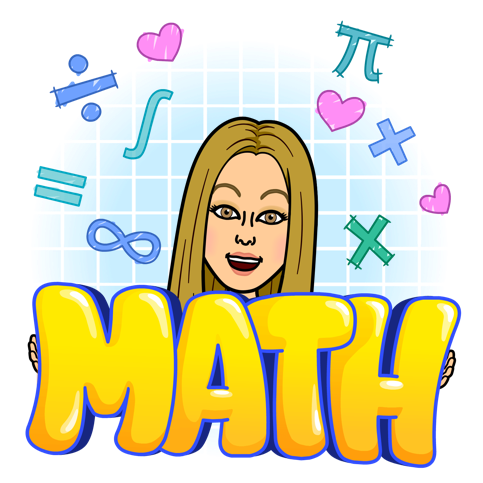 ÷ ∫ π
= ∞ × ×
MATH